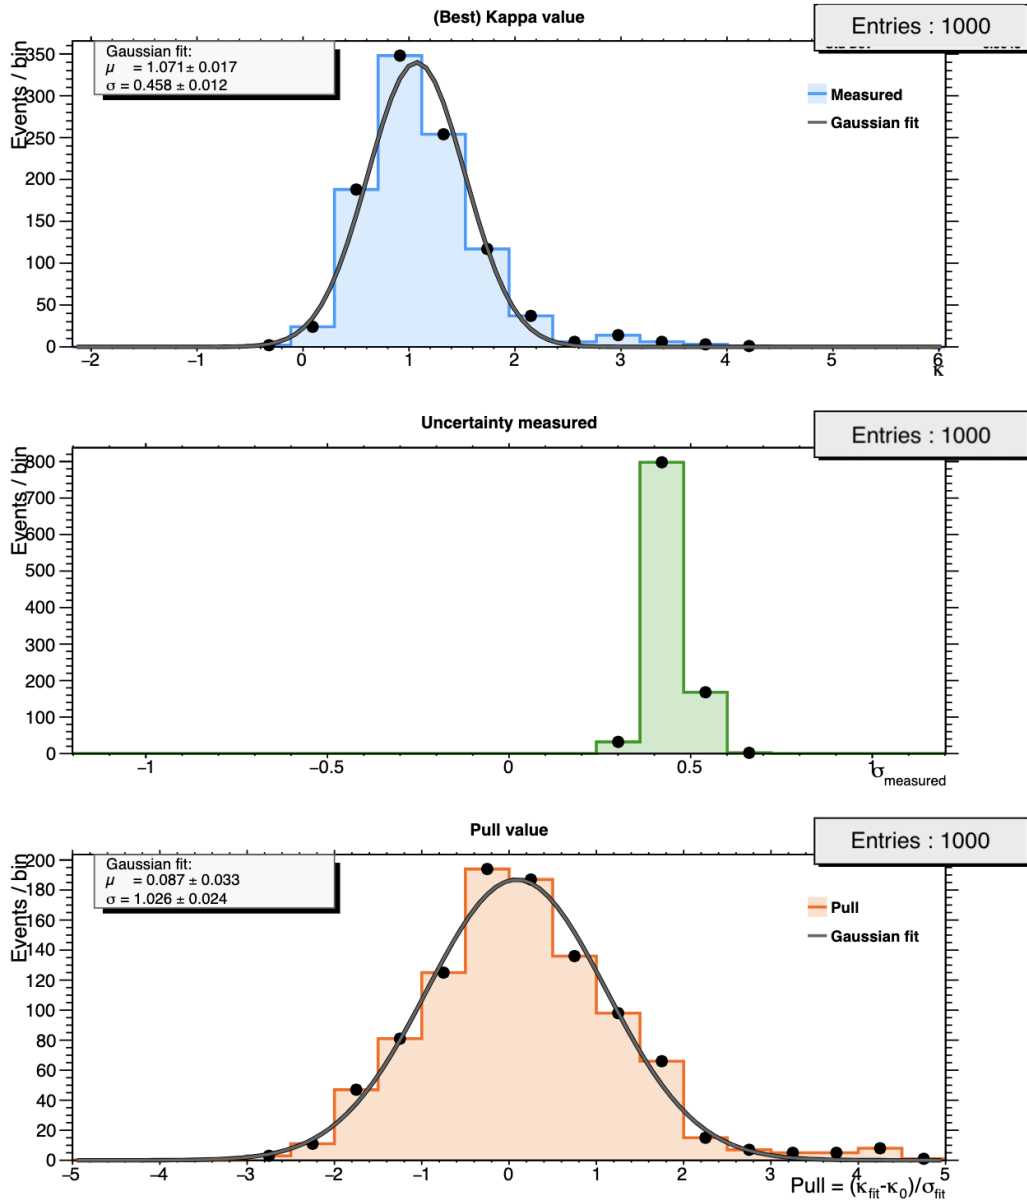 (Best) Kappa value
Entries : 1000
Gaussian fit:
μ = 1.071± 0.017
σ = 0.458 ± 0.012
Events / bin
350
300
250
200
150
100
50
0
Measured
Gaussian fit
−2 −1 0 1 2 3 4 5 6
κ
Uncertainty measured
Entries : 1000
Events / bin
800
700
600
500
400
300
200
100
0
−1 −0.5 0 0.5 1
σmeasured
Pull value
Entries : 1000
Gaussian fit:
μ = 0.087 ± 0.033
σ = 1.026 ± 0.024
Events / bin
200
180
160
140
120
100
80
60
40
20
0
Pull
Gaussian fit
−5 −4 −3 −2 −1 0 1 2 3 4 5
Pull = (κfit-κ0)/σfit